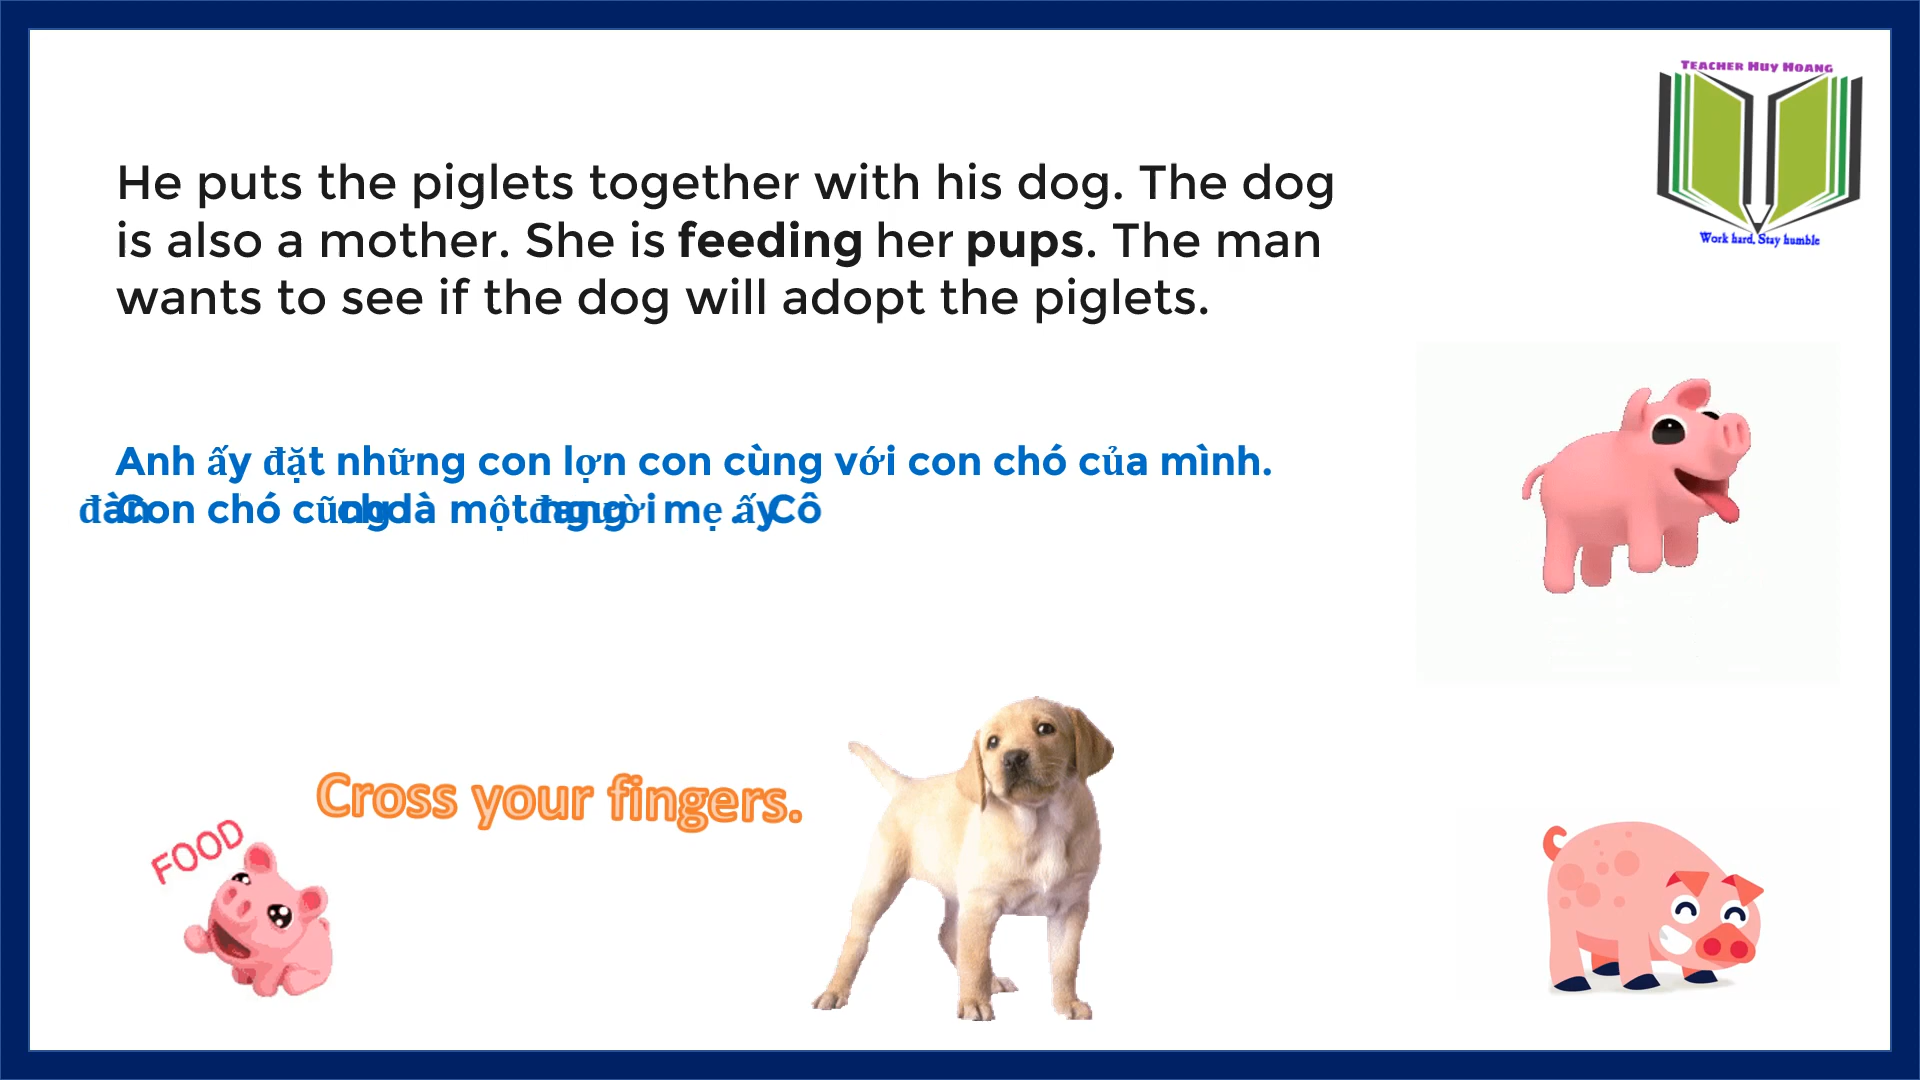 TEACHER HUY HOANG
Work hard, Stay humble
He puts the piglets together with his dog. The dog
is also a mother. She is feeding her pups. The man
wants to see if the dog will adopt the piglets.
Anh ấy đặt những con lợn con cùng với con chó của mình.
Con chó cũng là một người mẹ. Cô
Cross your fingers.
FOOD